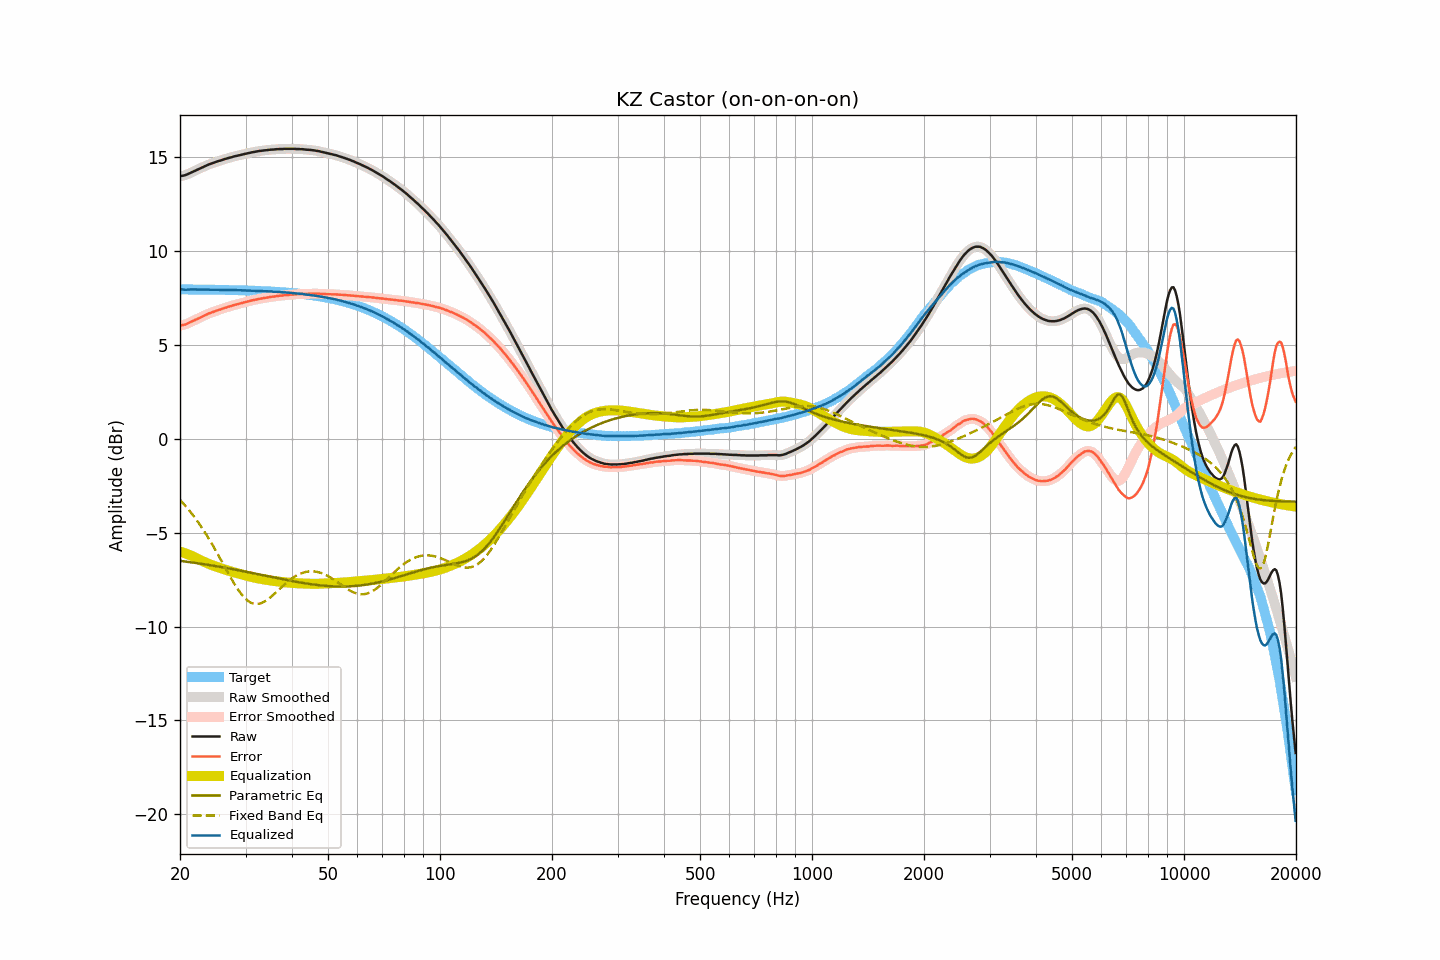 KZ Castor (on-on-on-on)
Amplitude (dBr)
15
10
5
0
−5
−10
−15
−20
Target
Raw Smoothed
Error Smoothed
Raw
Error
Equalization
Parametric Eq
Fixed Band Eq
Equalized
20 50 100 200 500 1000 2000 5000 10000 20000
Frequency (Hz)